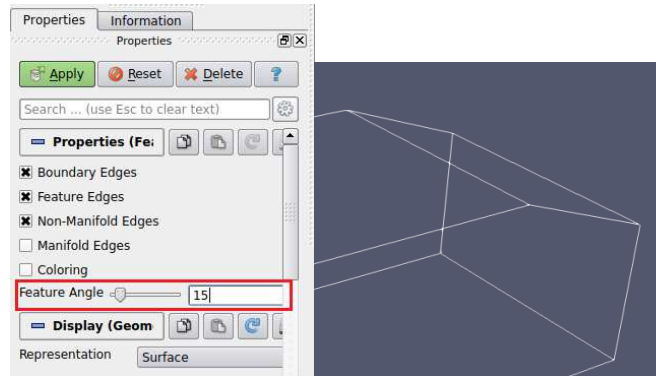 Properties Information
Properties
Apply Reset Delete ?
Search ... (use Esc to clear text)
Properties (Fe
Boundary Edges
Feature Edges
Non-Manifold Edges
Manifold Edges
Coloring
Feature Angle 15
Display (Geom
Representation Surface